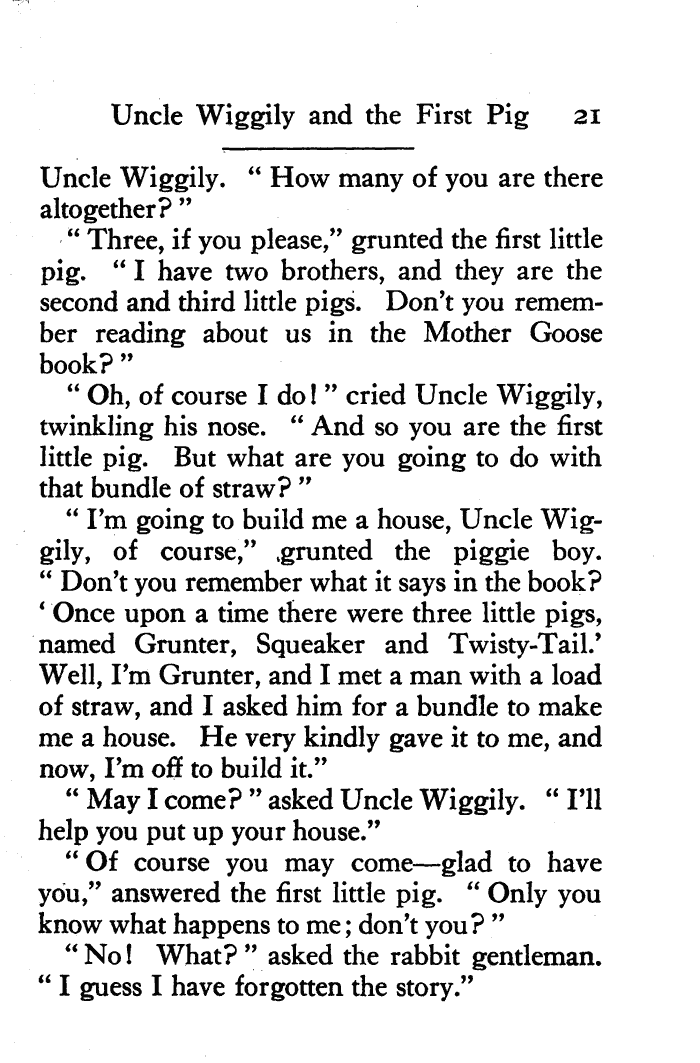 Uncle Wiggily and the First Pig 21
Uncle Wiggily. “ How many of you are there
altogether? ”
“ Three, if you please,” grunted the first little
pig. “ I have two brothers, and they are the
second and third little pigs. Don’t you remem-
ber reading about us in the Mother Goose
book? ”
“ Oh, of course I do! ” cried Uncle Wiggily,
twinkling his nose. “ And so you are the first
little pig. But what are you going to do with
that bundle of straw? ”
“ I’m going to build me a house, Uncle Wig-
gily, of course,” grunted the piggie boy.
“ Don’t you remember what it says in the book?
‘ Once upon a time there were three little pigs,
named Grunter, Squeaker and Twisty-Tail.’
Well, I’m Grunter, and I met a man with a load
of straw, and I asked him for a bundle to make
me a house. He very kindly gave it to me, and
now, I’m off to build it.”
“ May I come? ” asked Uncle Wiggily. “ I’ll
help you put up your house.”
“ Of course you may come—glad to have
you,” answered the first little pig. “ Only you
know what happens to me; don’t you? ”
“ No! What? ” asked the rabbit gentleman.
“ I guess I have forgotten the story.”